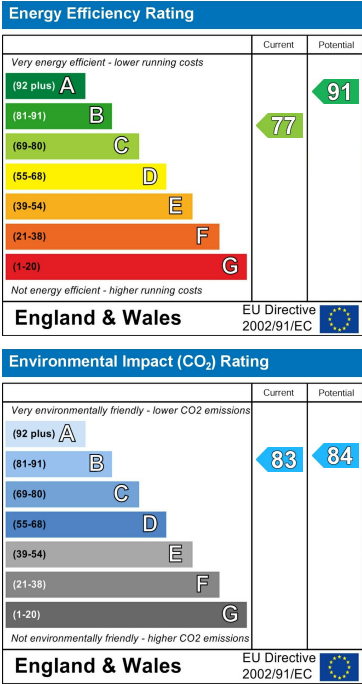 Energy Efficiency Rating
Current Potential
Very energy efficient - lower running costs
(92 plus) A
91
(81-91) B
77
(69-80) C
(55-68) D
(39-54) E
(21-38) F
(1-20) G
Not energy efficient - higher running costs
England & Wales
EU Directive
2002/91/EC
Environmental Impact (CO₂) Rating
Current Potential
Very environmentally friendly - lower CO2 emissions
(92 plus) A
(81-91) B
83 84
(69-80) C
(55-68) D
(39-54) E
(21-38) F
(1-20) G
Not environmentally friendly - higher CO2 emissions
England & Wales
EU Directive
2002/91/EC